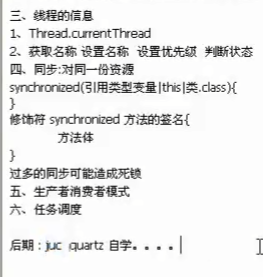 三、线程的信息
1、Thread.currentThread
2、获取名称 设置名称 设置优先级 判断状态
四、同步:对同一份资源
synchronized(引用类型变量|this|类.class){
}
修饰符 synchronized 方法的签名{
方法体
}
过多的同步可能造成死锁
五、生产者消费者模式
六、任务调度
后期：juc quartz 自学。。。。